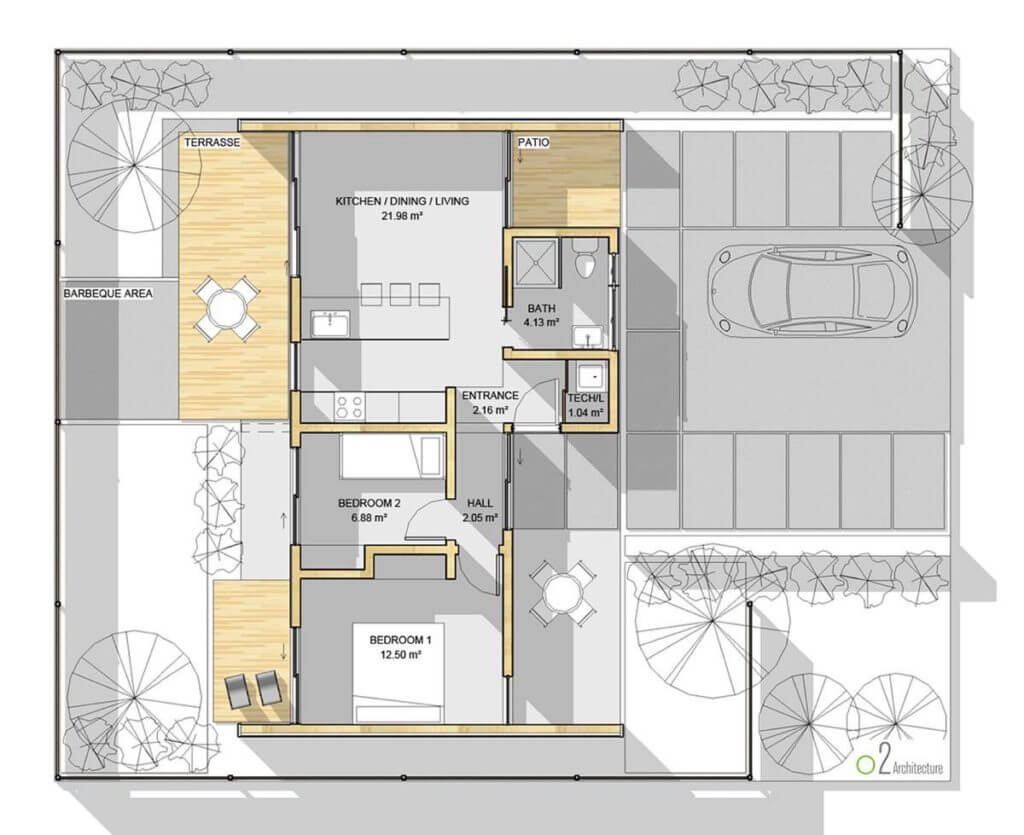 TERRASSE
PATIO
KITCHEN / DINING / LIVING
21.98 m²
BARBEQUE AREA
BATH
4.13 m²
ENTRANCE
2.16 m²
TECH/L
1.04 m²
BEDROOM 2
6.88 m²
HALL
2.05 m²
BEDROOM 1
12.50 m²
O2 Architecture